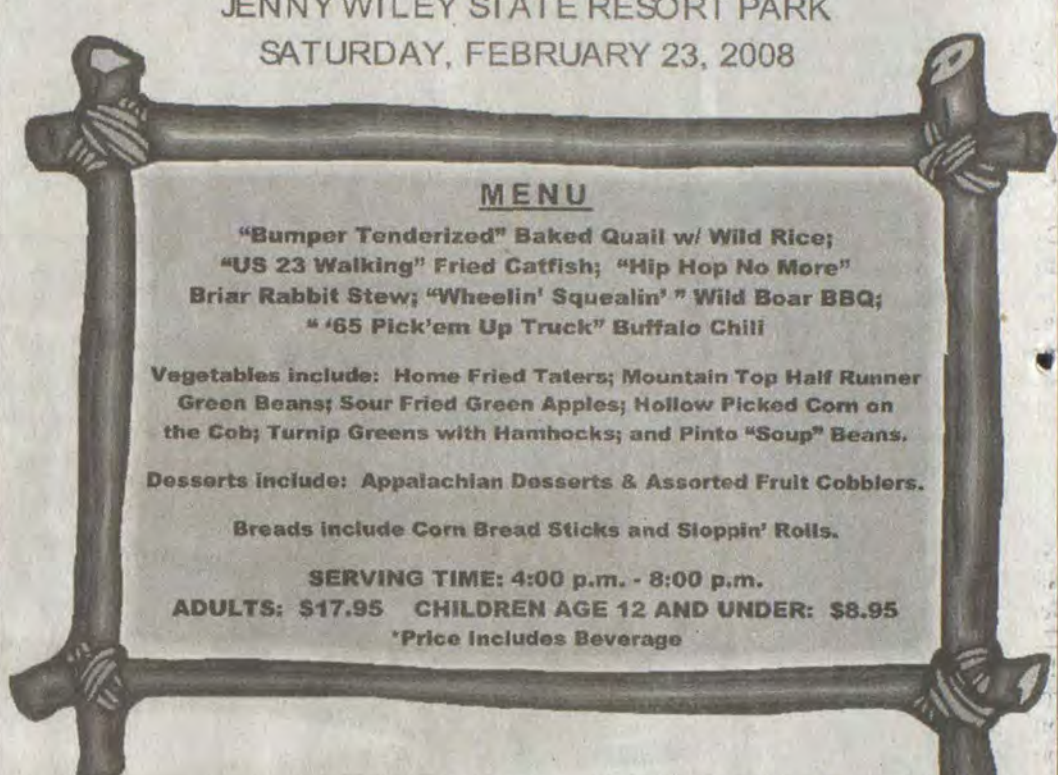 JENNY WILEY STATE RESORT PARK
SATURDAY, FEBRUARY 23, 2008
MENU
"Bumper Tenderized" Baked Quail w/ Wild Rice;
"US 23 Walking" Fried Catfish; "Hip Hop No More"
Briar Rabbit Stew; "Wheelin' Squealin' " Wild Boar BBQ;
" '65 Pick'em Up Truck" Buffalo Chili
Vegetables include: Home Fried Taters; Mountain Top Half Runner
Green Beans; Sour Fried Green Apples; Hollow Picked Corn on
the Cob; Turnip Greens with Hamhocks; and Pinto "Soup" Beans.
Desserts include: Appalachian Desserts & Assorted Fruit Cobblers.
Breads include Corn Bread Sticks and Sloppin' Rolls.
SERVING TIME: 4:00 p.m. - 8:00 p.m.
ADULTS: $17.95 CHILDREN AGE 12 AND UNDER: $8.95
*Price includes Beverage